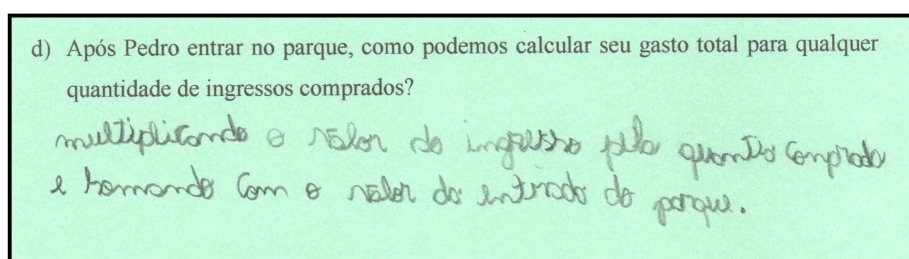 d) Após Pedro entrar no parque, como podemos calcular seu gasto total para qualquer
quantidade de ingressos comprados?
multiplicando o valor do ingresso pela quantia comprada
e somando com o valor da entrada do parque.